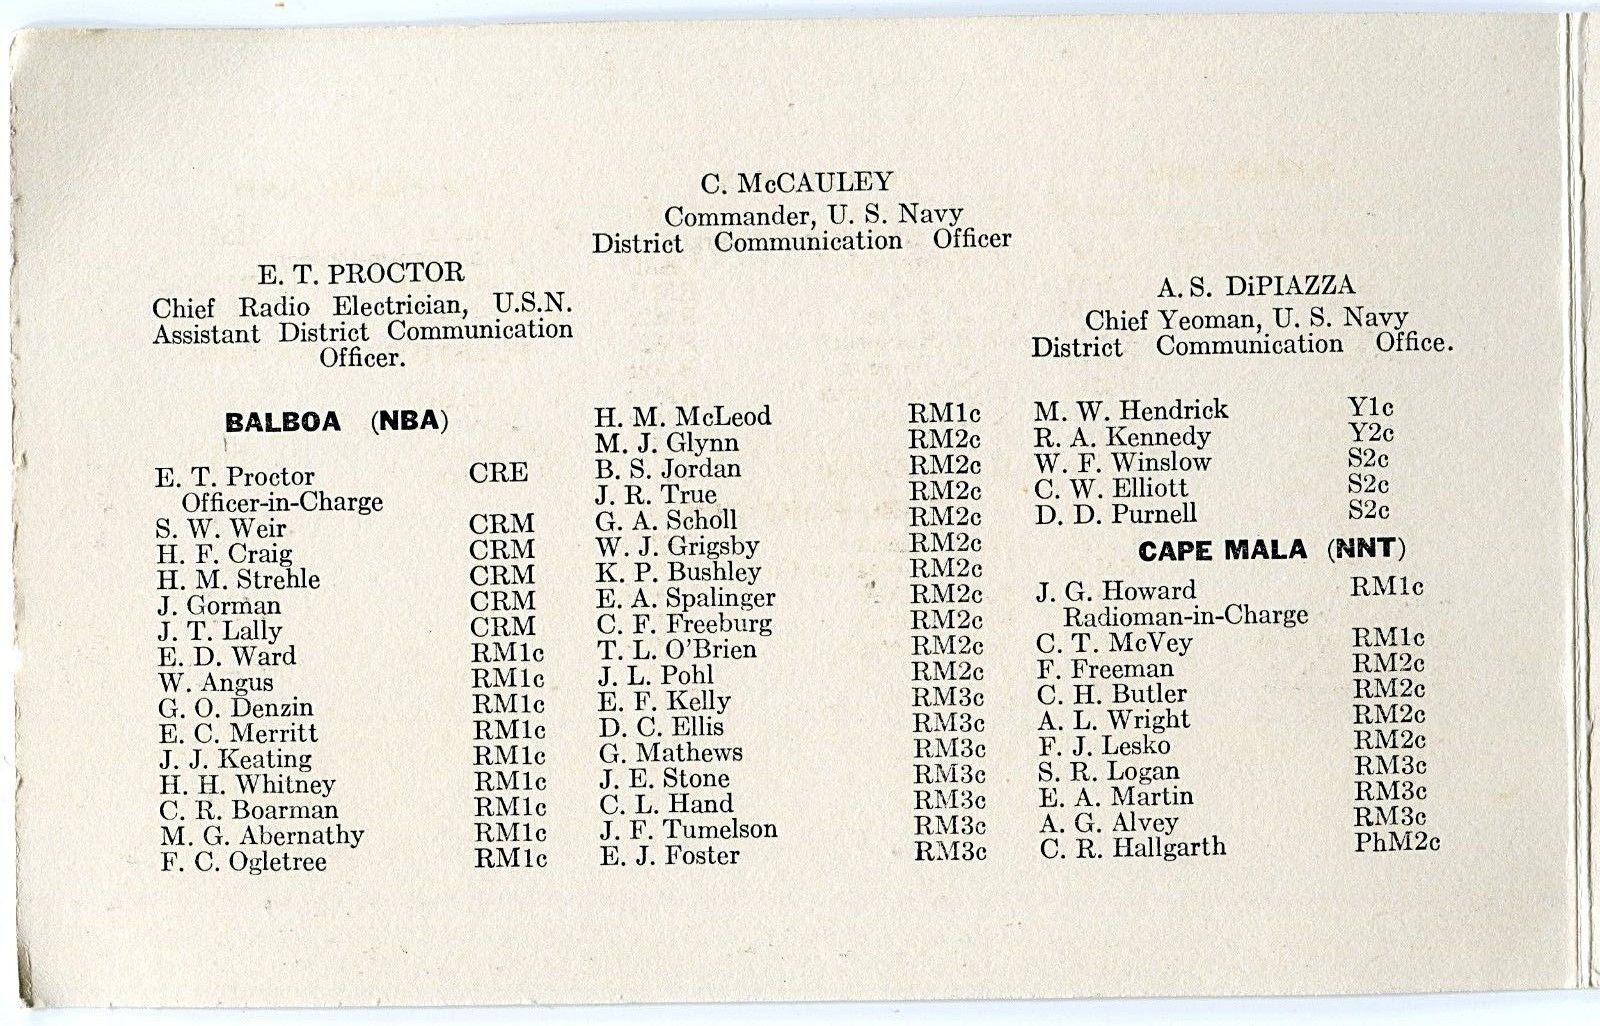 C. McCAULEY
Commander, U. S. Navy
District Communication Officer
E. T. PROCTOR
Chief Radio Electrician, U.S.N.
Assistant District Communication
Officer.
A. S. DiPIAZZA
Chief Yeoman, U. S. Navy
District Communication Office.
BALBOA (NBA)
E. T. Proctor CRE
Officer-in-Charge
S. W. Weir CRM
H. F. Craig CRM
H. M. Strehle CRM
J. Gorman CRM
J. T. Lally CRM
E. D. Ward RM1c
W. Angus RM1c
G. O. Denzin RM1c
E. C. Merritt RM1c
J. J. Keating RM1c
H. H. Whitney RM1c
C. R. Boarman RM1c
M. G. Abernathy RM1c
F. C. Ogletree RM1c
H. M. McLeod RM1c
M. J. Glynn RM2c
B. S. Jordan RM2c
J. R. True RM2c
G. A. Scholl RM2c
W. J. Grigsby RM2c
K. P. Bushley RM2c
E. A. Spalinger RM2c
C. F. Freeburg RM2c
T. L. O'Brien RM2c
J. L. Pohl RM2c
E. F. Kelly RM3c
D. C. Ellis RM3c
G. Mathews RM3c
J. E. Stone RM3c
C. L. Hand RM3c
J. F. Tumelson RM3c
E. J. Foster RM3c
M. W. Hendrick Y1c
R. A. Kennedy Y2c
W. F. Winslow S2c
C. W. Elliott S2c
D. D. Purnell S2c
CAPE MALA (NNT)
J. G. Howard RM1c
Radioman-in-Charge
C. T. McVey RM1c
F. Freeman RM2c
C. H. Butler RM2c
A. L. Wright RM2c
F. J. Lesko RM2c
S. R. Logan RM3c
E. A. Martin RM3c
A. G. Alvey RM3c
C. R. Hallgarth PhM2c